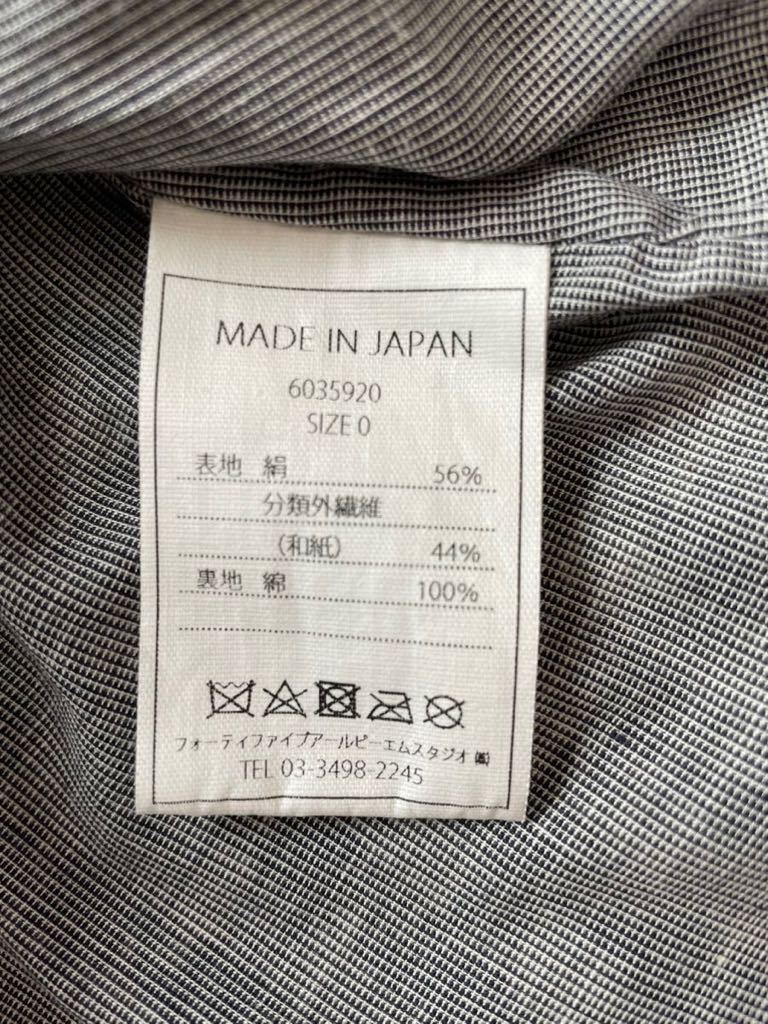 MADE IN JAPAN
6035920
SIZE 0
表地 絹 56%
分類外繊維
(和紙) 44%
裏地 綿 100%
フォーティファイブアールピーエムスタジオ ㈱
TEL 03-3498-2245